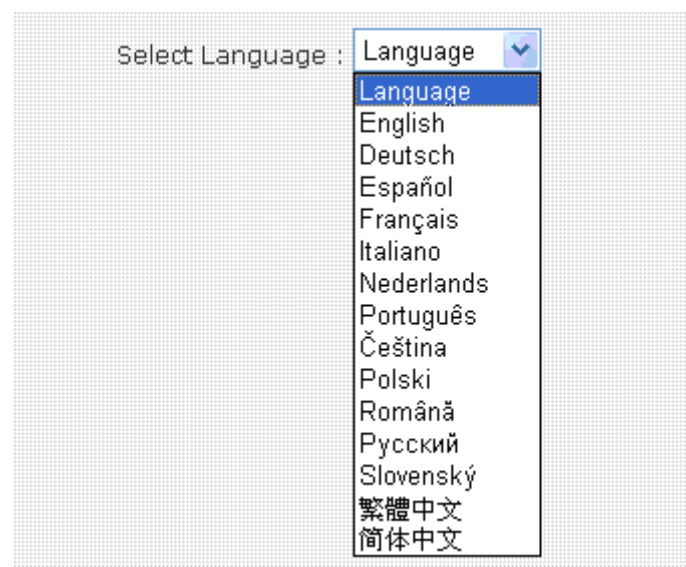 Select Language : Language
Language
English
Deutsch
Español
Français
Italiano
Nederlands
Português
Čeština
Polski
Română
Русский
Slovenský
繁體中文
简体中文